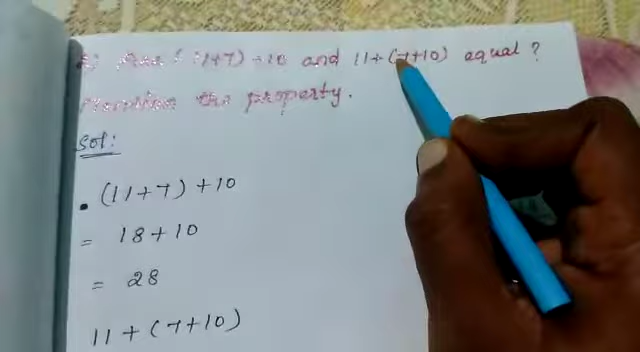 (11+7)+10 and 11+(7+10) equal ?
Mention the property.
Sol:
(11+7)+10
= 18+10
= 28
11+(7+10)